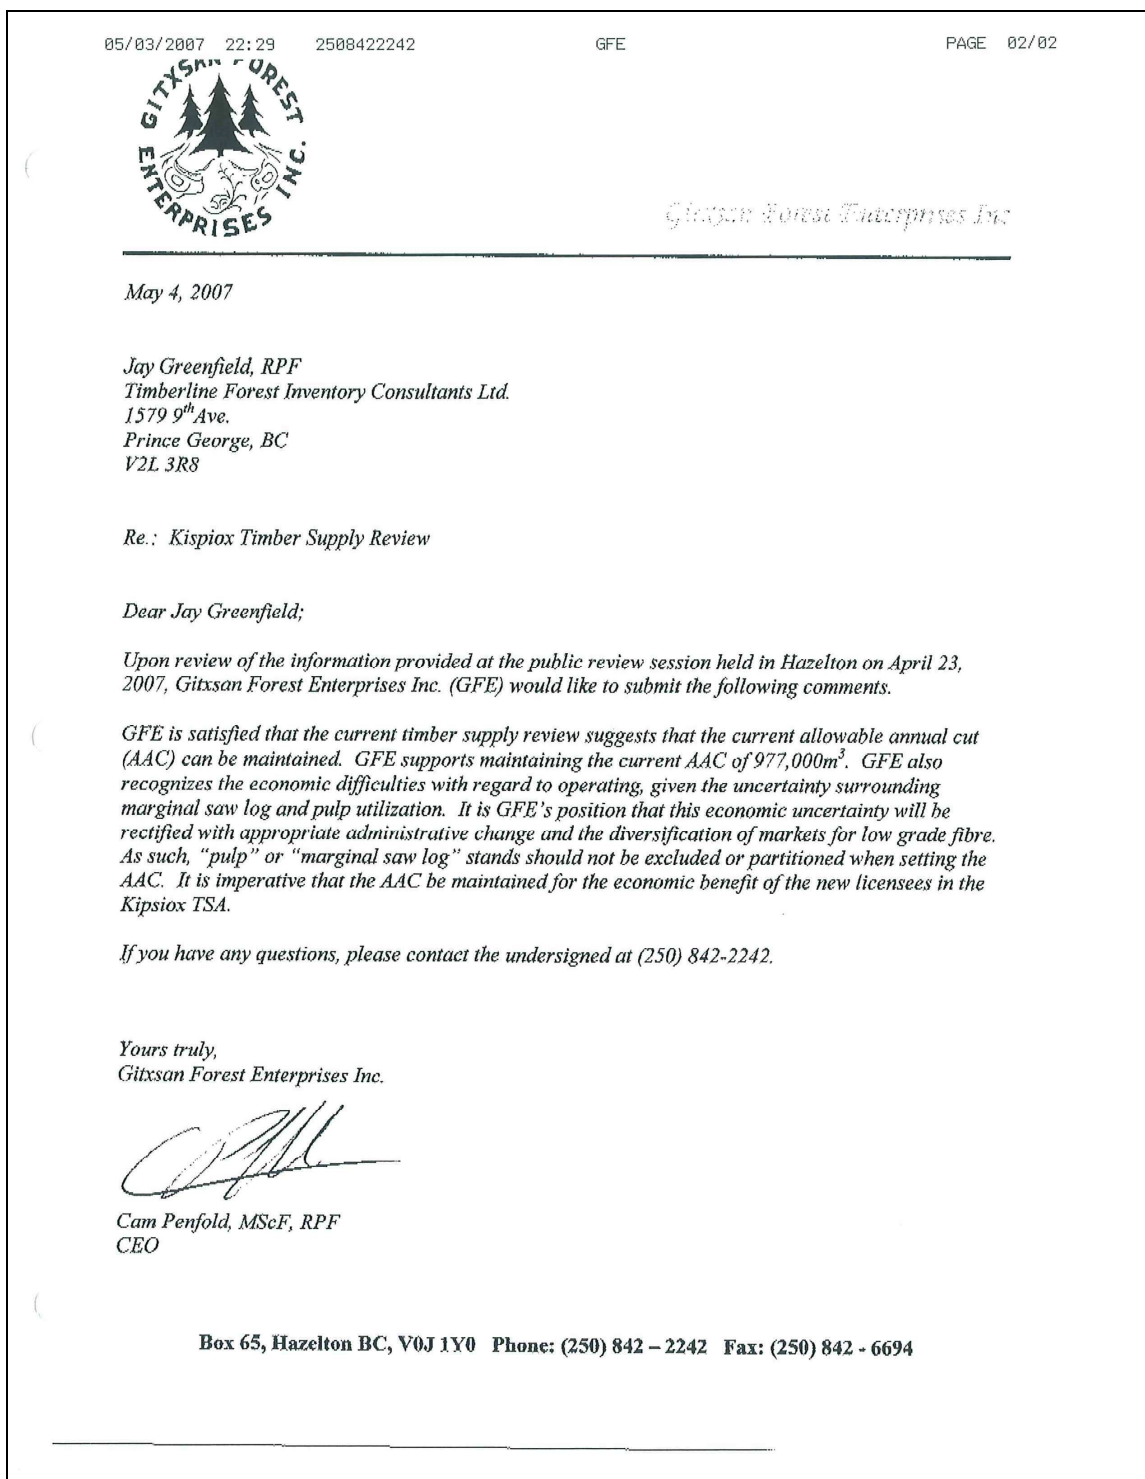 05/03/2007 22:29 2508422242 GFE PAGE 02/02
GITXSAN FOREST
ENTERPRISES INC.
Gitxsan Forest Enterprises Inc
May 4, 2007
Jay Greenfield, RPF
Timberline Forest Inventory Consultants Ltd.
1579 9th Ave.
Prince George, BC
V2L 3R8
Re.: Kispiox Timber Supply Review
Dear Jay Greenfield;
Upon review of the information provided at the public review session held in Hazelton on April 23,
2007, Gitxsan Forest Enterprises Inc. (GFE) would like to submit the following comments.
GFE is satisfied that the current timber supply review suggests that the current allowable annual cut
(AAC) can be maintained. GFE supports maintaining the current AAC of 977,000m³. GFE also
recognizes the economic difficulties with regard to operating, given the uncertainty surrounding
marginal saw log and pulp utilization. It is GFE's position that this economic uncertainty will be
rectified with appropriate administrative change and the diversification of markets for low grade fibre.
As such, "pulp" or "marginal saw log" stands should not be excluded or partitioned when setting the
AAC. It is imperative that the AAC be maintained for the economic benefit of the new licensees in the
Kipsiox TSA.
If you have any questions, please contact the undersigned at (250) 842-2242.
Yours truly,
Gitxsan Forest Enterprises Inc.
Cam Penfold, MScF, RPF
CEO
Box 65, Hazelton BC, V0J 1Y0 Phone: (250) 842 – 2242 Fax: (250) 842 - 6694